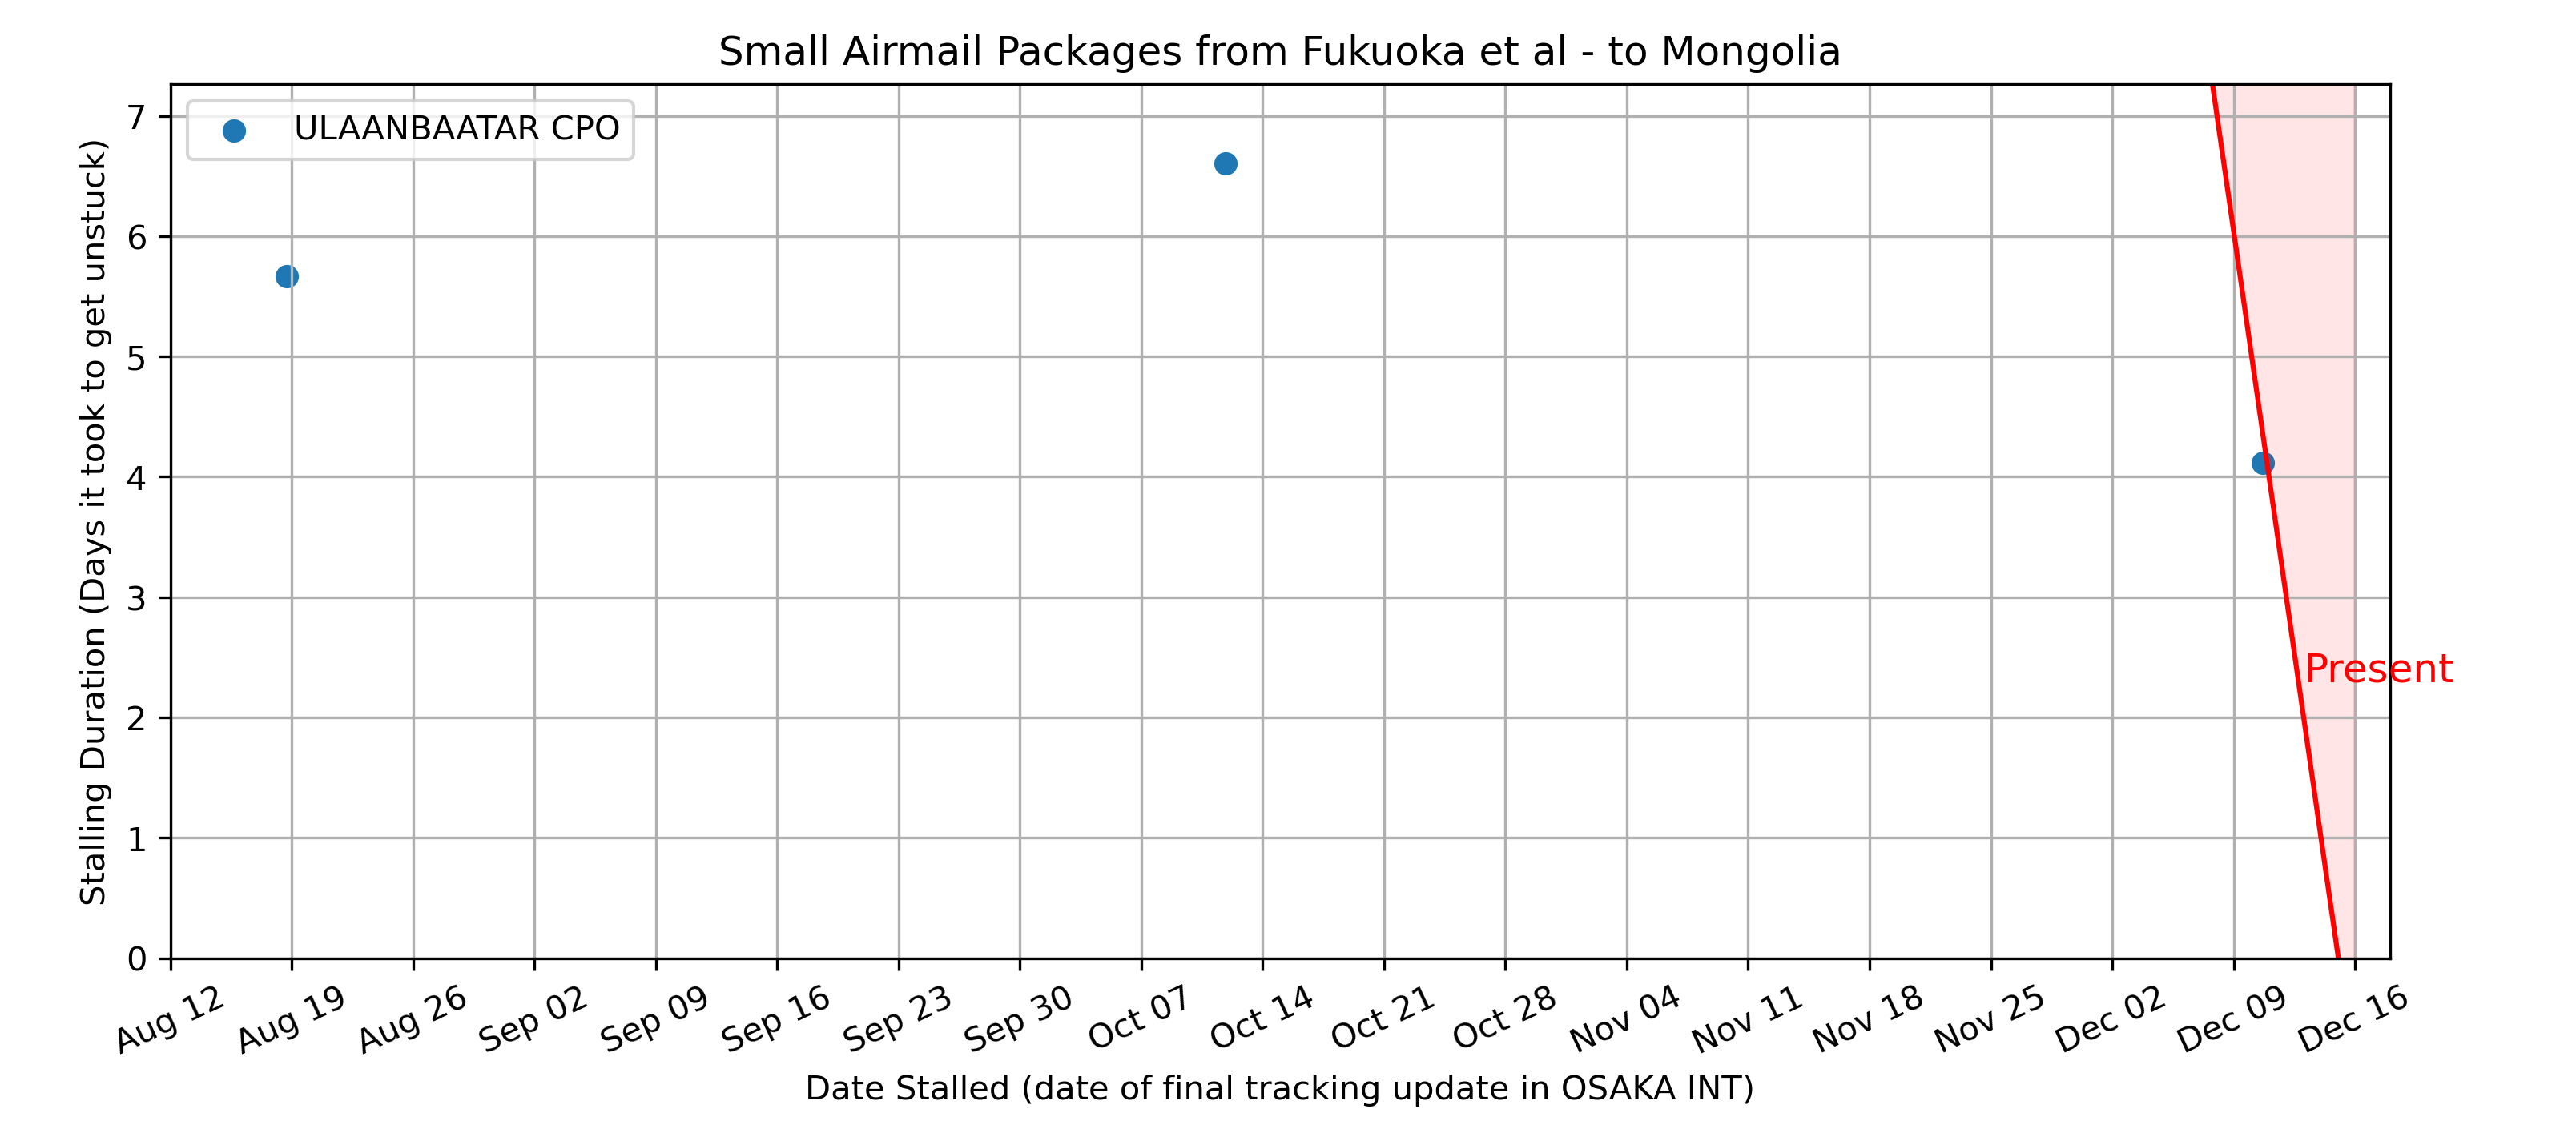 Small Airmail Packages from Fukuoka et al - to Mongolia
ULAANBAATAR CPO
Stalling Duration (Days it took to get unstuck)
7
6
5
4
3
2
1
0
Present
Aug 12
Aug 19
Aug 26
Sep 02
Sep 09
Sep 16
Sep 23
Sep 30
Oct 07
Oct 14
Oct 21
Oct 28
Nov 04
Nov 11
Nov 18
Nov 25
Dec 02
Dec 09
Dec 16
Date Stalled (date of final tracking update in OSAKA INT)